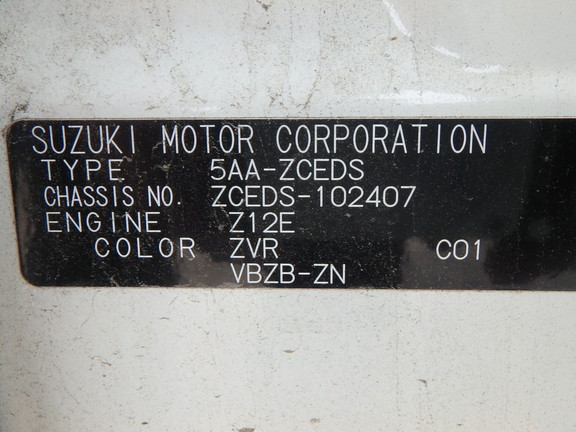 SUZUKI MOTOR CORPORATION
TYPE 5AA-ZCEDS
CHASSIS NO. ZCEDS-102407
ENGINE Z12E
COLOR ZVR C01
VBZB-ZN